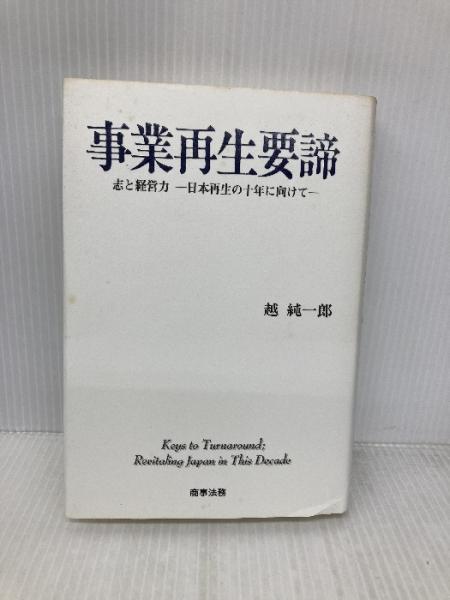 事業再生要諦
志と経営力 ―日本再生の十年に向けて―
越 純一郎
Keys to Turnaround;
Revitaling Japan in This Decade
商事法務